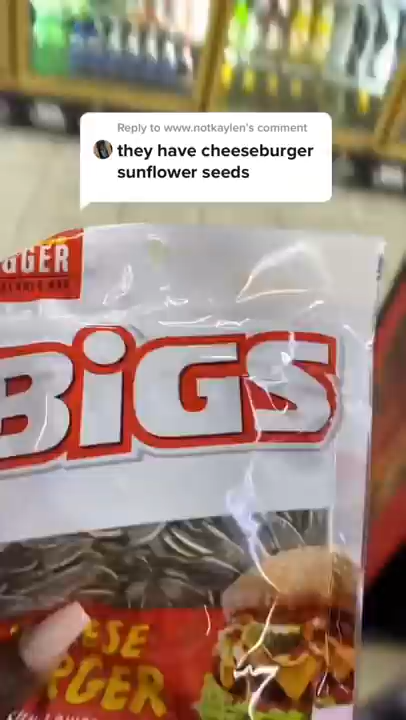 Reply to www.notkaylen's comment
they have cheeseburger
sunflower seeds
GGER
BiGS
ESE
RGER